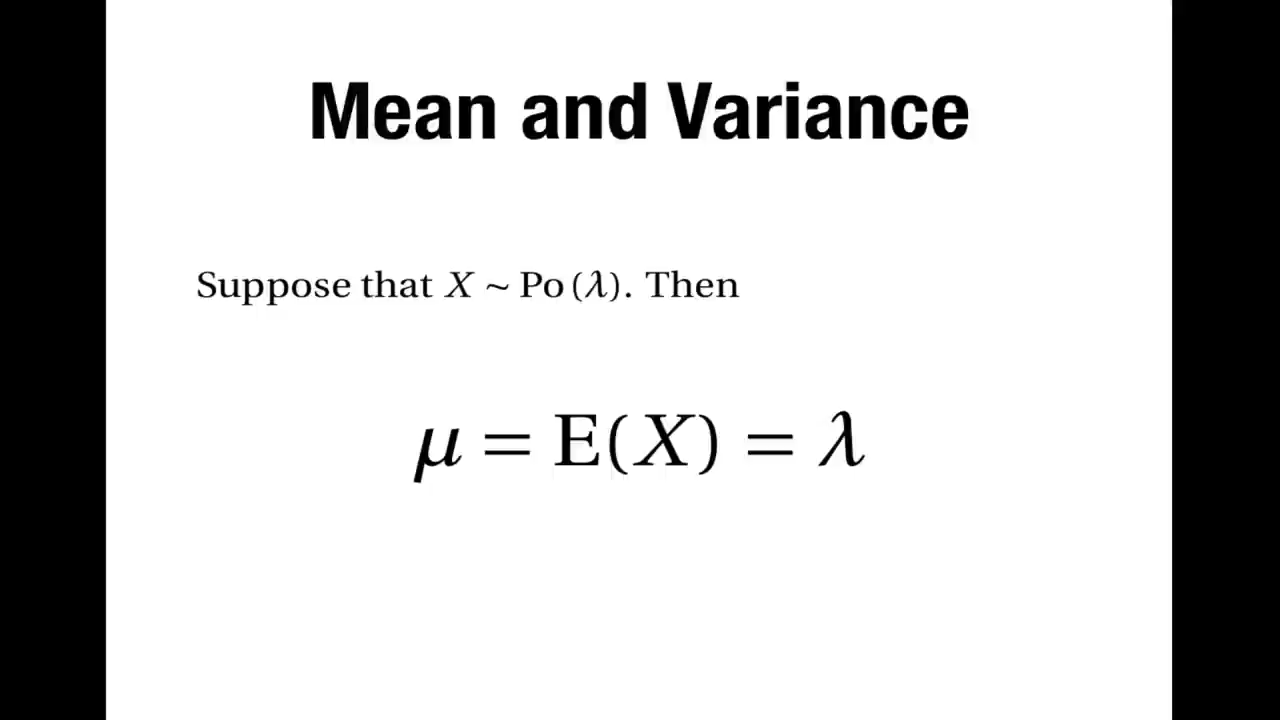 Mean and Variance
Suppose that X ~ Po (λ). Then
μ = E(X) = λ